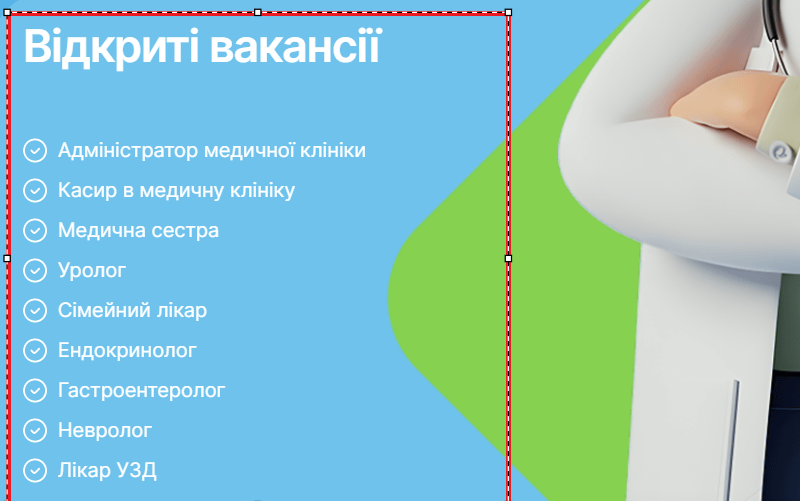 Відкриті вакансії
Адміністратор медичної клініки
Касир в медичну клініку
Медична сестра
Уролог
Сімейний лікар
Ендокринолог
Гастроентеролог
Невролог
Лікар УЗД